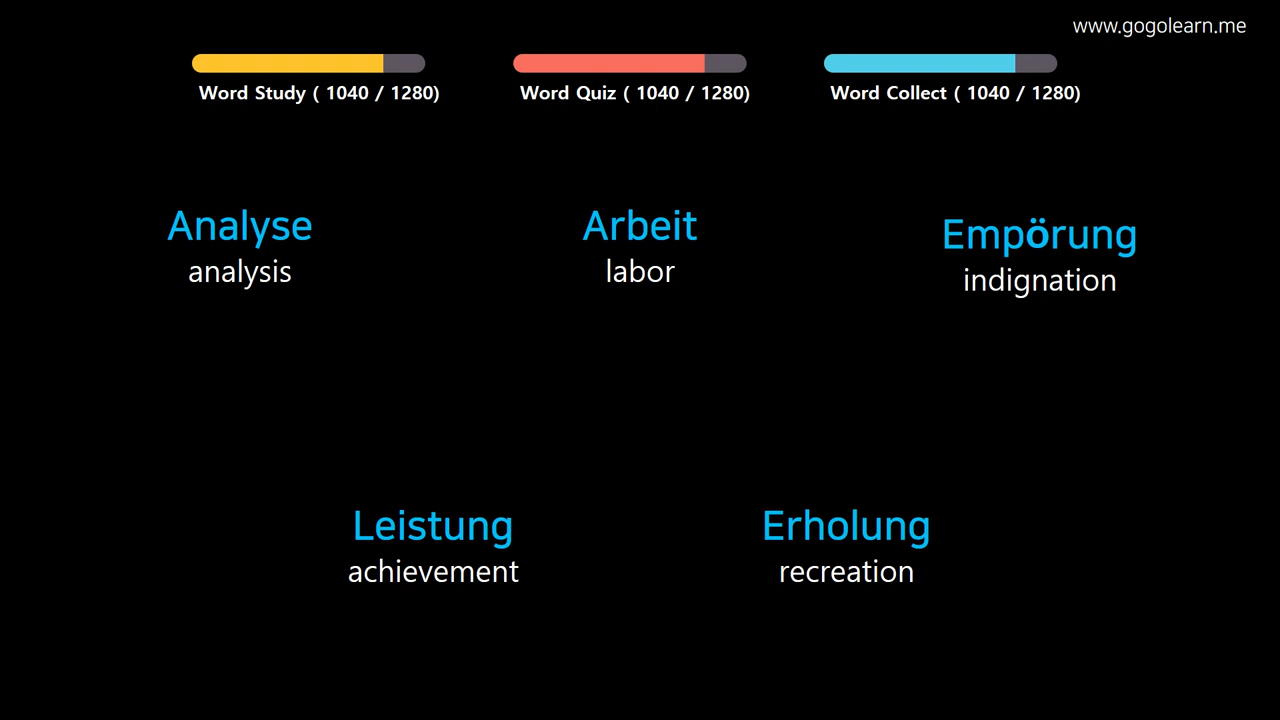 www.gogolearn.me
Word Study ( 1040 / 1280)
Word Quiz ( 1040 / 1280)
Word Collect ( 1040 / 1280)
Analyse
analysis
Arbeit
labor
Empörung
indignation
Leistung
achievement
Erholung
recreation